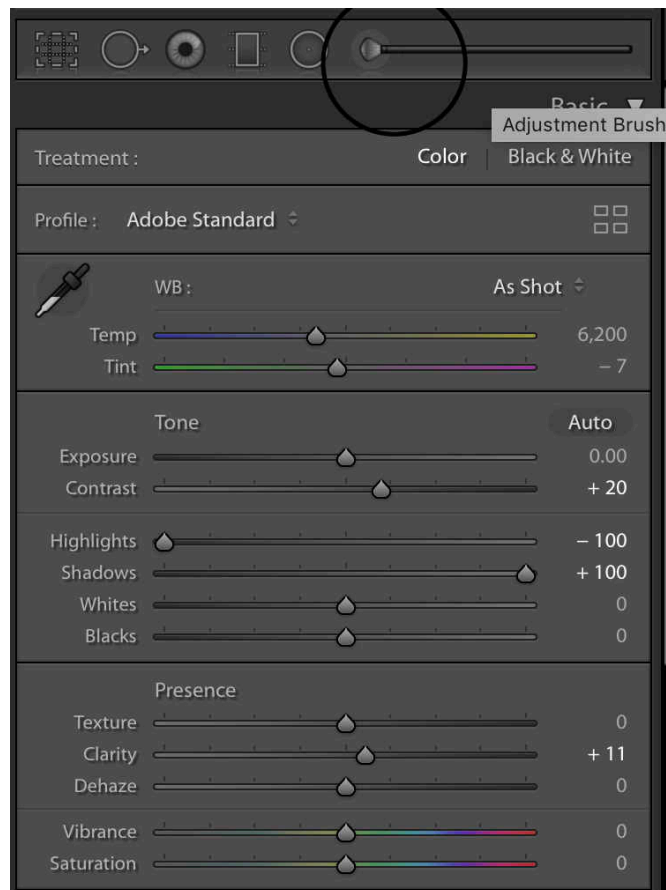 Basic ▼
Adjustment Brush
Treatment : Color | Black & White
Profile : Adobe Standard
WB : As Shot
Temp 6,200
Tint – 7
Tone Auto
Exposure 0.00
Contrast + 20
Highlights – 100
Shadows + 100
Whites 0
Blacks 0
Presence
Texture 0
Clarity + 11
Dehaze 0
Vibrance 0
Saturation 0